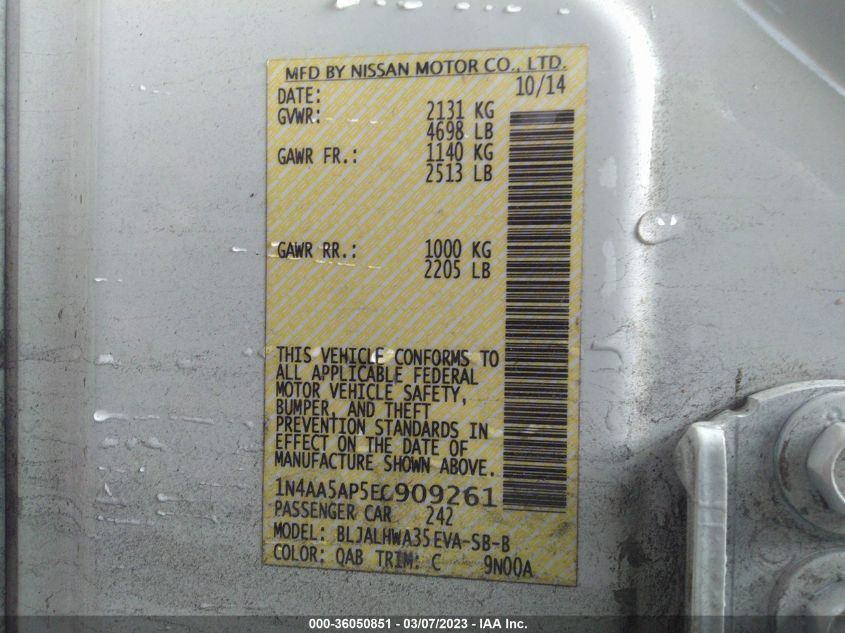 MFD BY NISSAN MOTOR CO., LTD.
DATE: 10/14
GVWR: 2131 KG
4698 LB
GAWR FR.: 1140 KG
2513 LB
GAWR RR.: 1000 KG
2205 LB
THIS VEHICLE CONFORMS TO
ALL APPLICABLE FEDERAL
MOTOR VEHICLE SAFETY,
BUMPER, AND THEFT
PREVENTION STANDARDS IN
EFFECT ON THE DATE OF
MANUFACTURE SHOWN ABOVE.
1N4AA5AP5EC909261
PASSENGER CAR 242
MODEL: BLJALHWA35EVA-SB-B
COLOR: QAB TRIM: C 9N00A
000-36050851 - 03/07/2023 - IAA Inc.